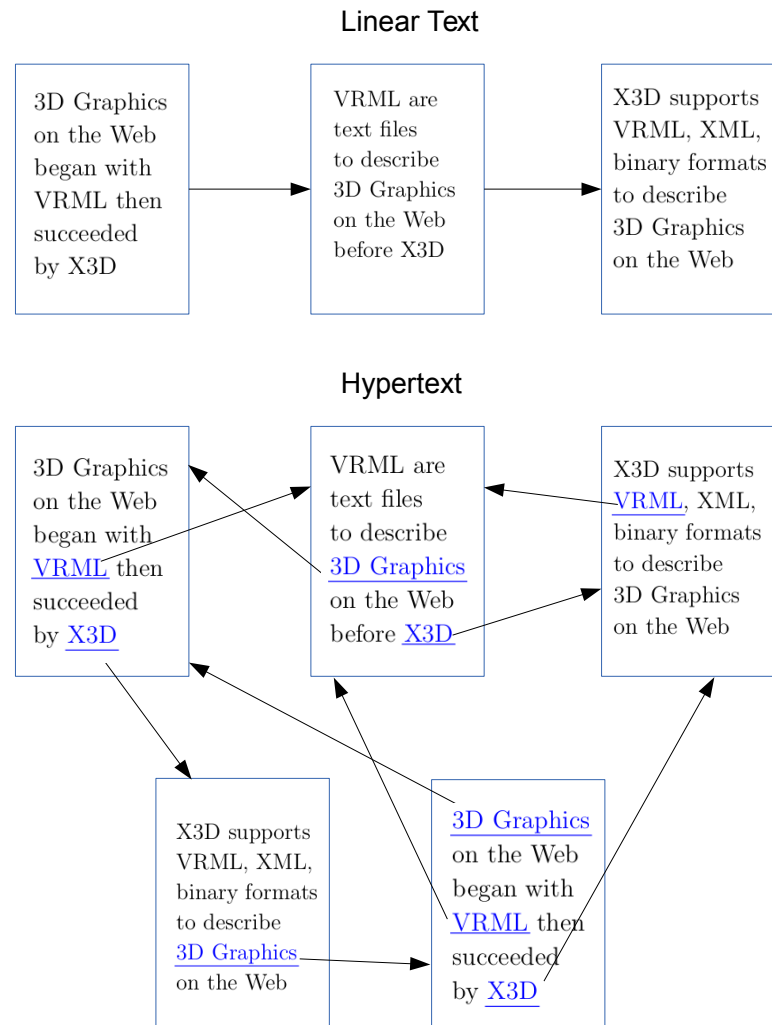 Linear Text
3D Graphics
on the Web
began with
VRML then
succeeded
by X3D
VRML are
text files
to describe
3D Graphics
on the Web
before X3D
X3D supports
VRML, XML,
binary formats
to describe
3D Graphics
on the Web
Hypertext
3D Graphics
on the Web
began with
VRML then
succeeded
by X3D
VRML are
text files
to describe
3D Graphics
on the Web
before X3D
X3D supports
VRML, XML,
binary formats
to describe
3D Graphics
on the Web
X3D supports
VRML, XML,
binary formats
to describe
3D Graphics
on the Web
3D Graphics
on the Web
began with
VRML then
succeeded
by X3D